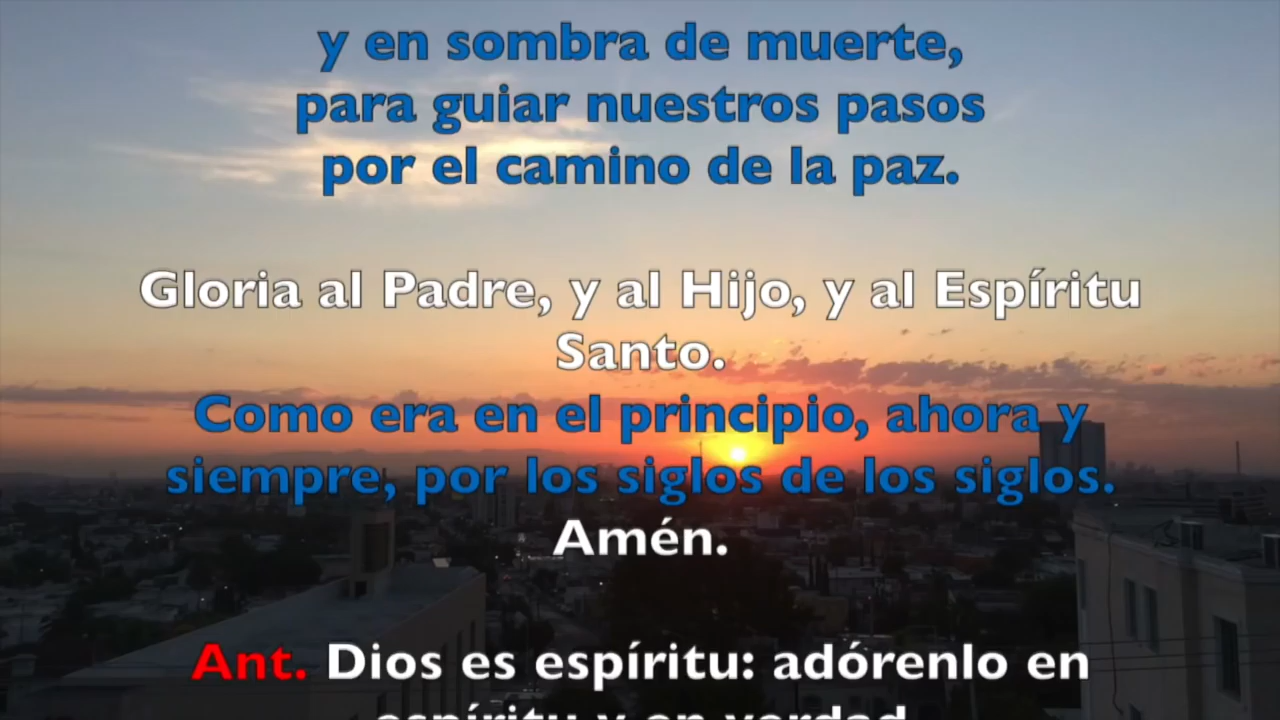 y en sombra de muerte,
para guiar nuestros pasos
por el camino de la paz.
Gloria al Padre, y al Hijo, y al Espíritu
Santo.
Como era en el principio, ahora y
siempre, por los siglos de los siglos.
Amén.
Ant. Dios es espíritu: adórenlo en
espíritu y en verdad